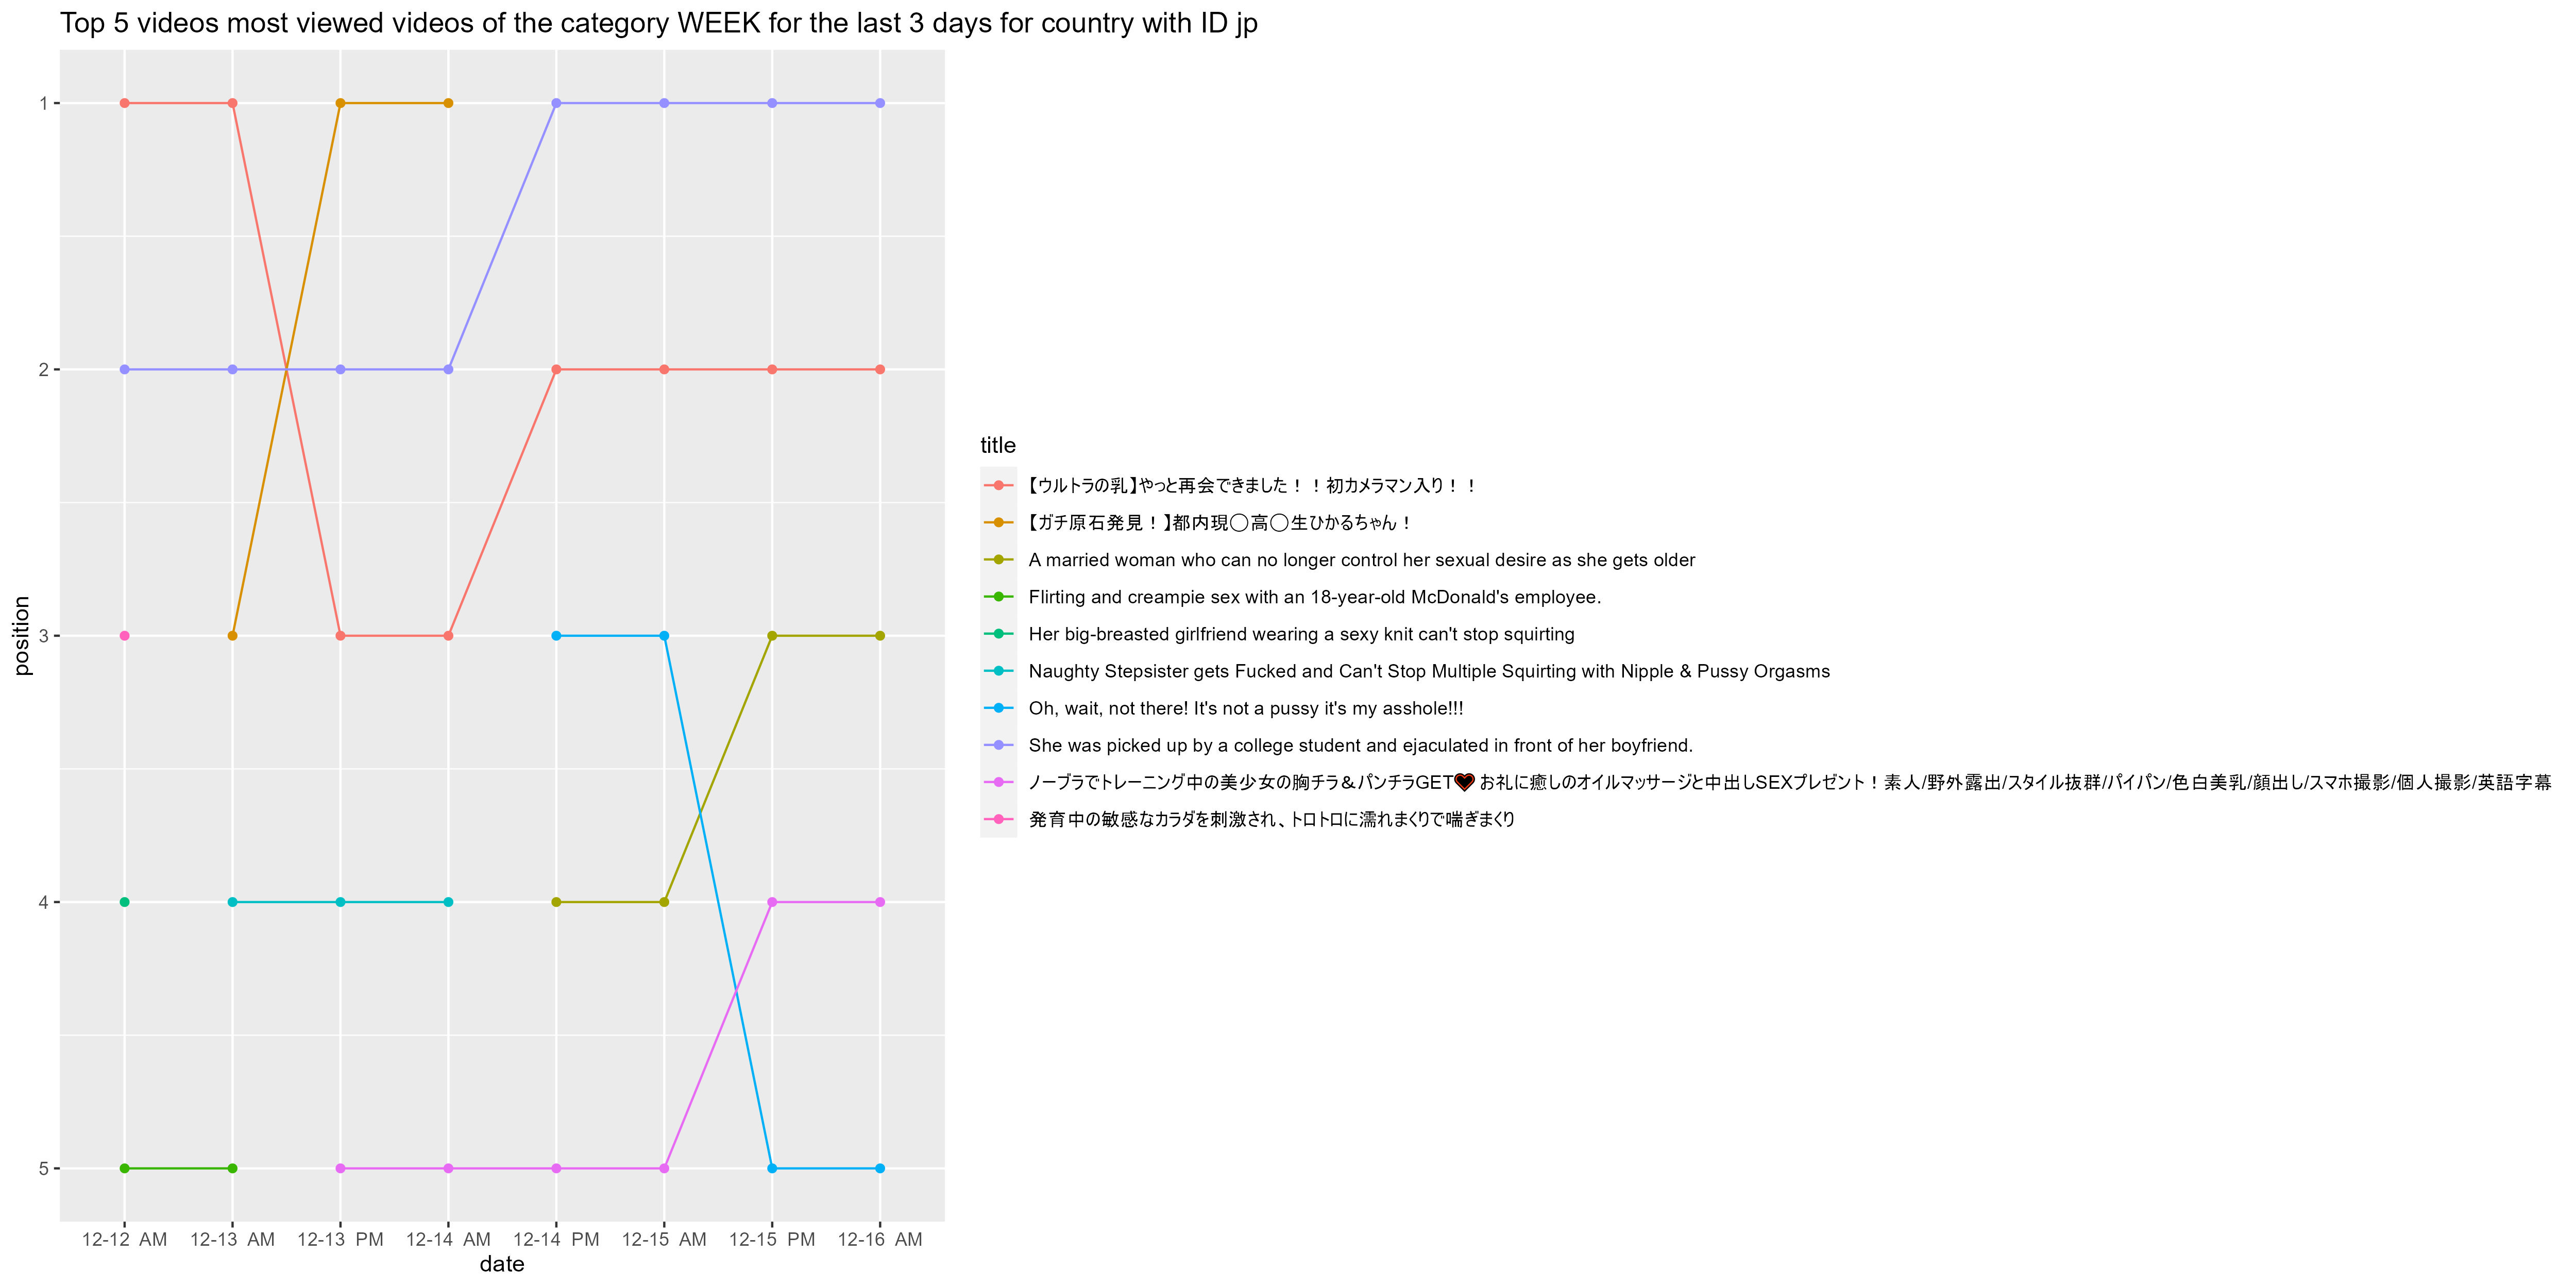 Top 5 videos most viewed videos of the category WEEK for the last 3 days for country with ID jp
position
1
2
3
4
5
12-12 AM
12-13 AM
12-13 PM
12-14 AM
12-14 PM
12-15 AM
12-15 PM
12-16 AM
date
title
【ウルトラの乳】やっと再会できました！！初カメラマン入り！！
【ガチ原石発見！】都内現◯高◯生ひかるちゃん！
A married woman who can no longer control her sexual desire as she gets older
Flirting and creampie sex with an 18-year-old McDonald's employee.
Her big-breasted girlfriend wearing a sexy knit can't stop squirting
Naughty Stepsister gets Fucked and Can't Stop Multiple Squirting with Nipple & Pussy Orgasms
Oh, wait, not there! It's not a pussy it's my asshole!!!
She was picked up by a college student and ejaculated in front of her boyfriend.
ノーブラでトレーニング中の美少女の胸チラ＆パンチラGET♥ お礼に癒しのオイルマッサージと中出しSEXプレゼント！素人/野外露出/スタイル抜群/パイパン/色白美乳/顔出し/スマホ撮影/個人撮影/英語字幕
発育中の敏感なカラダを刺激され、トロトロに濡れまくりで喘ぎまくり